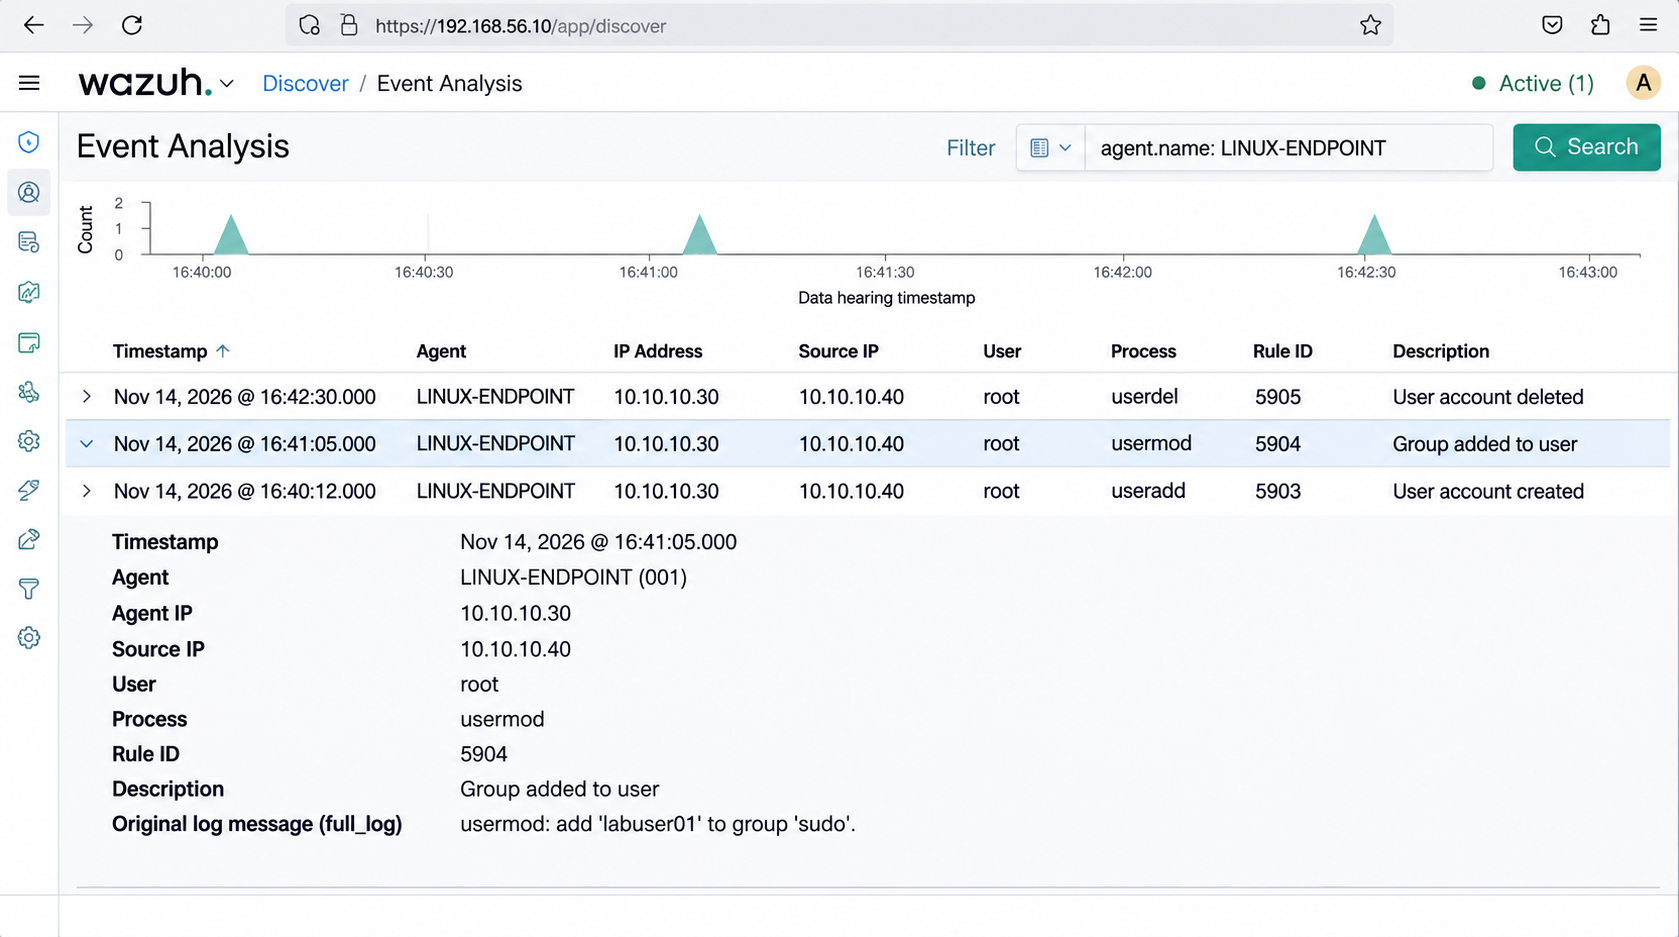 https://192.168.56.10/app/discover
wazuh. Discover / Event Analysis Active (1) A
Event Analysis Filter agent.name: LINUX-ENDPOINT Search
Count
2
1
0
16:40:00 16:40:30 16:41:00 16:41:30 16:42:00 16:42:30 16:43:00
Data hearing timestamp
Timestamp Agent IP Address Source IP User Process Rule ID Description
Nov 14, 2026 @ 16:42:30.000 LINUX-ENDPOINT 10.10.10.30 10.10.10.40 root userdel 5905 User account deleted
Nov 14, 2026 @ 16:41:05.000 LINUX-ENDPOINT 10.10.10.30 10.10.10.40 root usermod 5904 Group added to user
Nov 14, 2026 @ 16:40:12.000 LINUX-ENDPOINT 10.10.10.30 10.10.10.40 root useradd 5903 User account created
Timestamp Nov 14, 2026 @ 16:41:05.000
Agent LINUX-ENDPOINT (001)
Agent IP 10.10.10.30
Source IP 10.10.10.40
User root
Process usermod
Rule ID 5904
Description Group added to user
Original log message (full_log) usermod: add 'labuser01' to group 'sudo'.